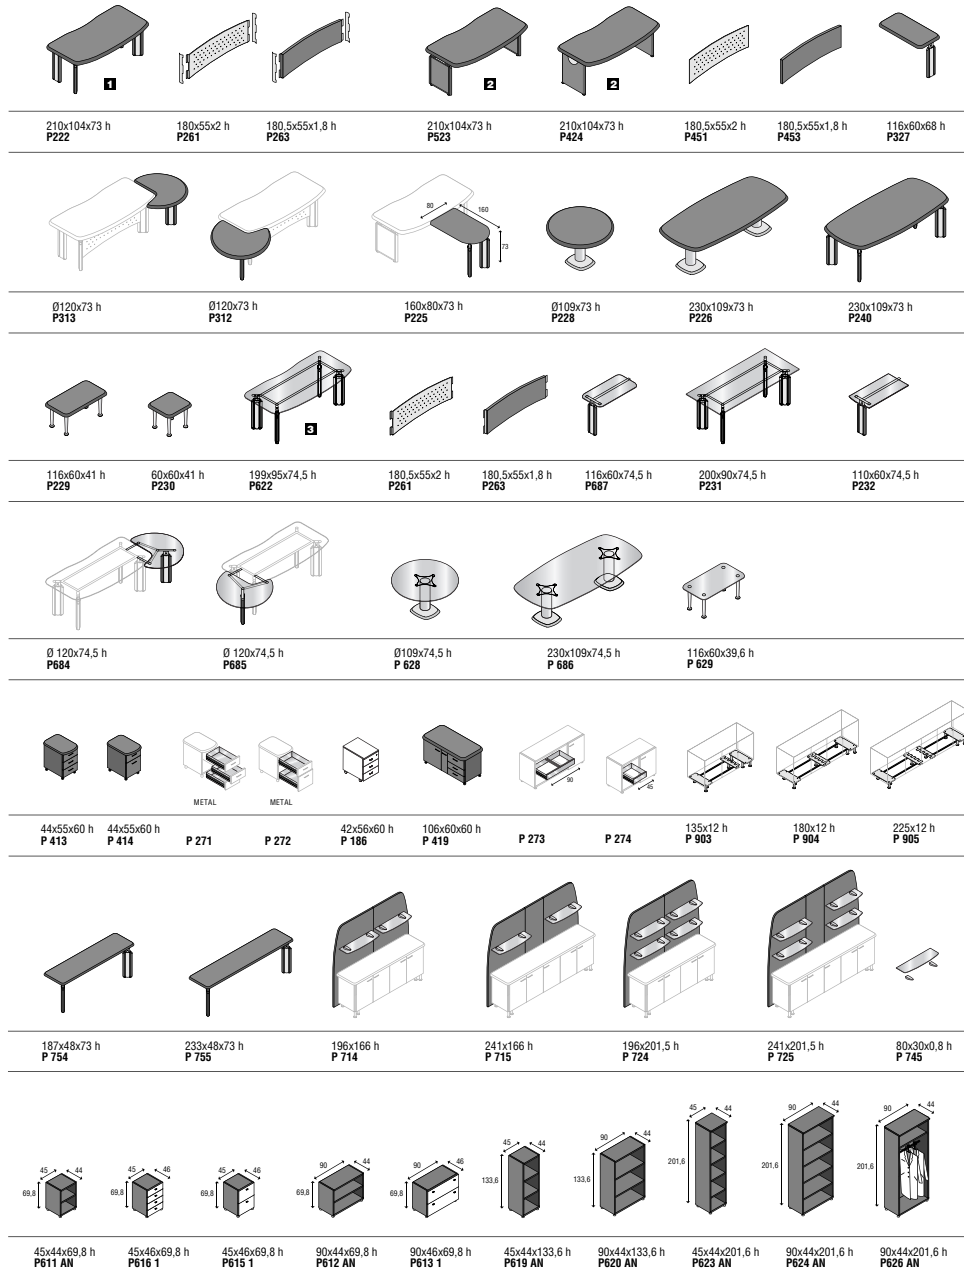 1
2
2
210x104x73 h
P222
180x55x2 h
P261
180,5x55x1,8 h
P263
210x104x73 h
P523
210x104x73 h
P424
180,5x55x2 h
P451
180,5x55x1,8 h
P453
116x60x68 h
P327
80
160
73
Ø120x73 h
P313
Ø120x73 h
P312
160x80x73 h
P225
Ø109x73 h
P228
230x109x73 h
P226
230x109x73 h
P240
3
116x60x41 h
P229
60x60x41 h
P230
199x95x74,5 h
P622
180,5x55x2 h
P261
180,5x55x1,8 h
P263
116x60x74,5 h
P687
200x90x74,5 h
P231
110x60x74,5 h
P232
Ø 120x74,5 h
P684
Ø 120x74,5 h
P685
Ø109x74,5 h
P 628
230x109x74,5 h
P 686
116x60x39,6 h
P 629
METAL
METAL
90
45
44x55x60 h
P 413
44x55x60 h
P 414
P 271
P 272
42x56x60 h
P 186
106x60x60 h
P 419
P 273
P 274
135x12 h
P 903
180x12 h
P 904
225x12 h
P 905
187x48x73 h
P 754
233x48x73 h
P 755
196x166 h
P 714
241x166 h
P 715
196x201,5 h
P 724
241x201,5 h
P 725
80x30x0,8 h
P 745
45 44
69,8
45 46
69,8
45 46
69,8
90 44
69,8
90 46
69,8
45 44
133,6
90 44
133,6
45 44
201,6
90 44
201,6
90 44
201,6
45x44x69,8 h
P611 AN
45x46x69,8 h
P616 1
45x46x69,8 h
P615 1
90x44x69,8 h
P612 AN
90x46x69,8 h
P613 1
45x44x133,6 h
P619 AN
90x44x133,6 h
P620 AN
45x44x201,6 h
P623 AN
90x44x201,6 h
P624 AN
90x44x201,6 h
P626 AN